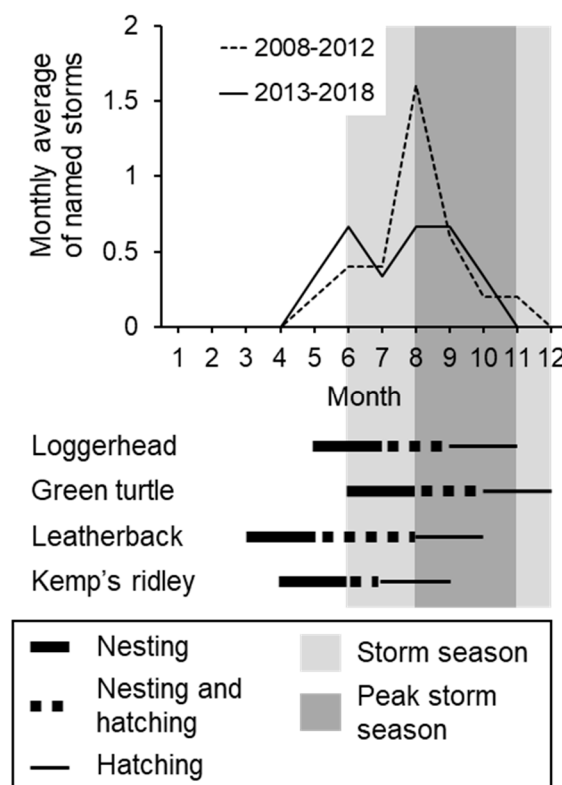 2
1.5
1
0.5
0
Monthly average
of named storms
2008-2012
2013-2018
1 2 3 4 5 6 7 8 9 10 11 12
Month
Loggerhead
Green turtle
Leatherback
Kemp's ridley
Nesting
Nesting and
hatching
Hatching
Storm season
Peak storm
season